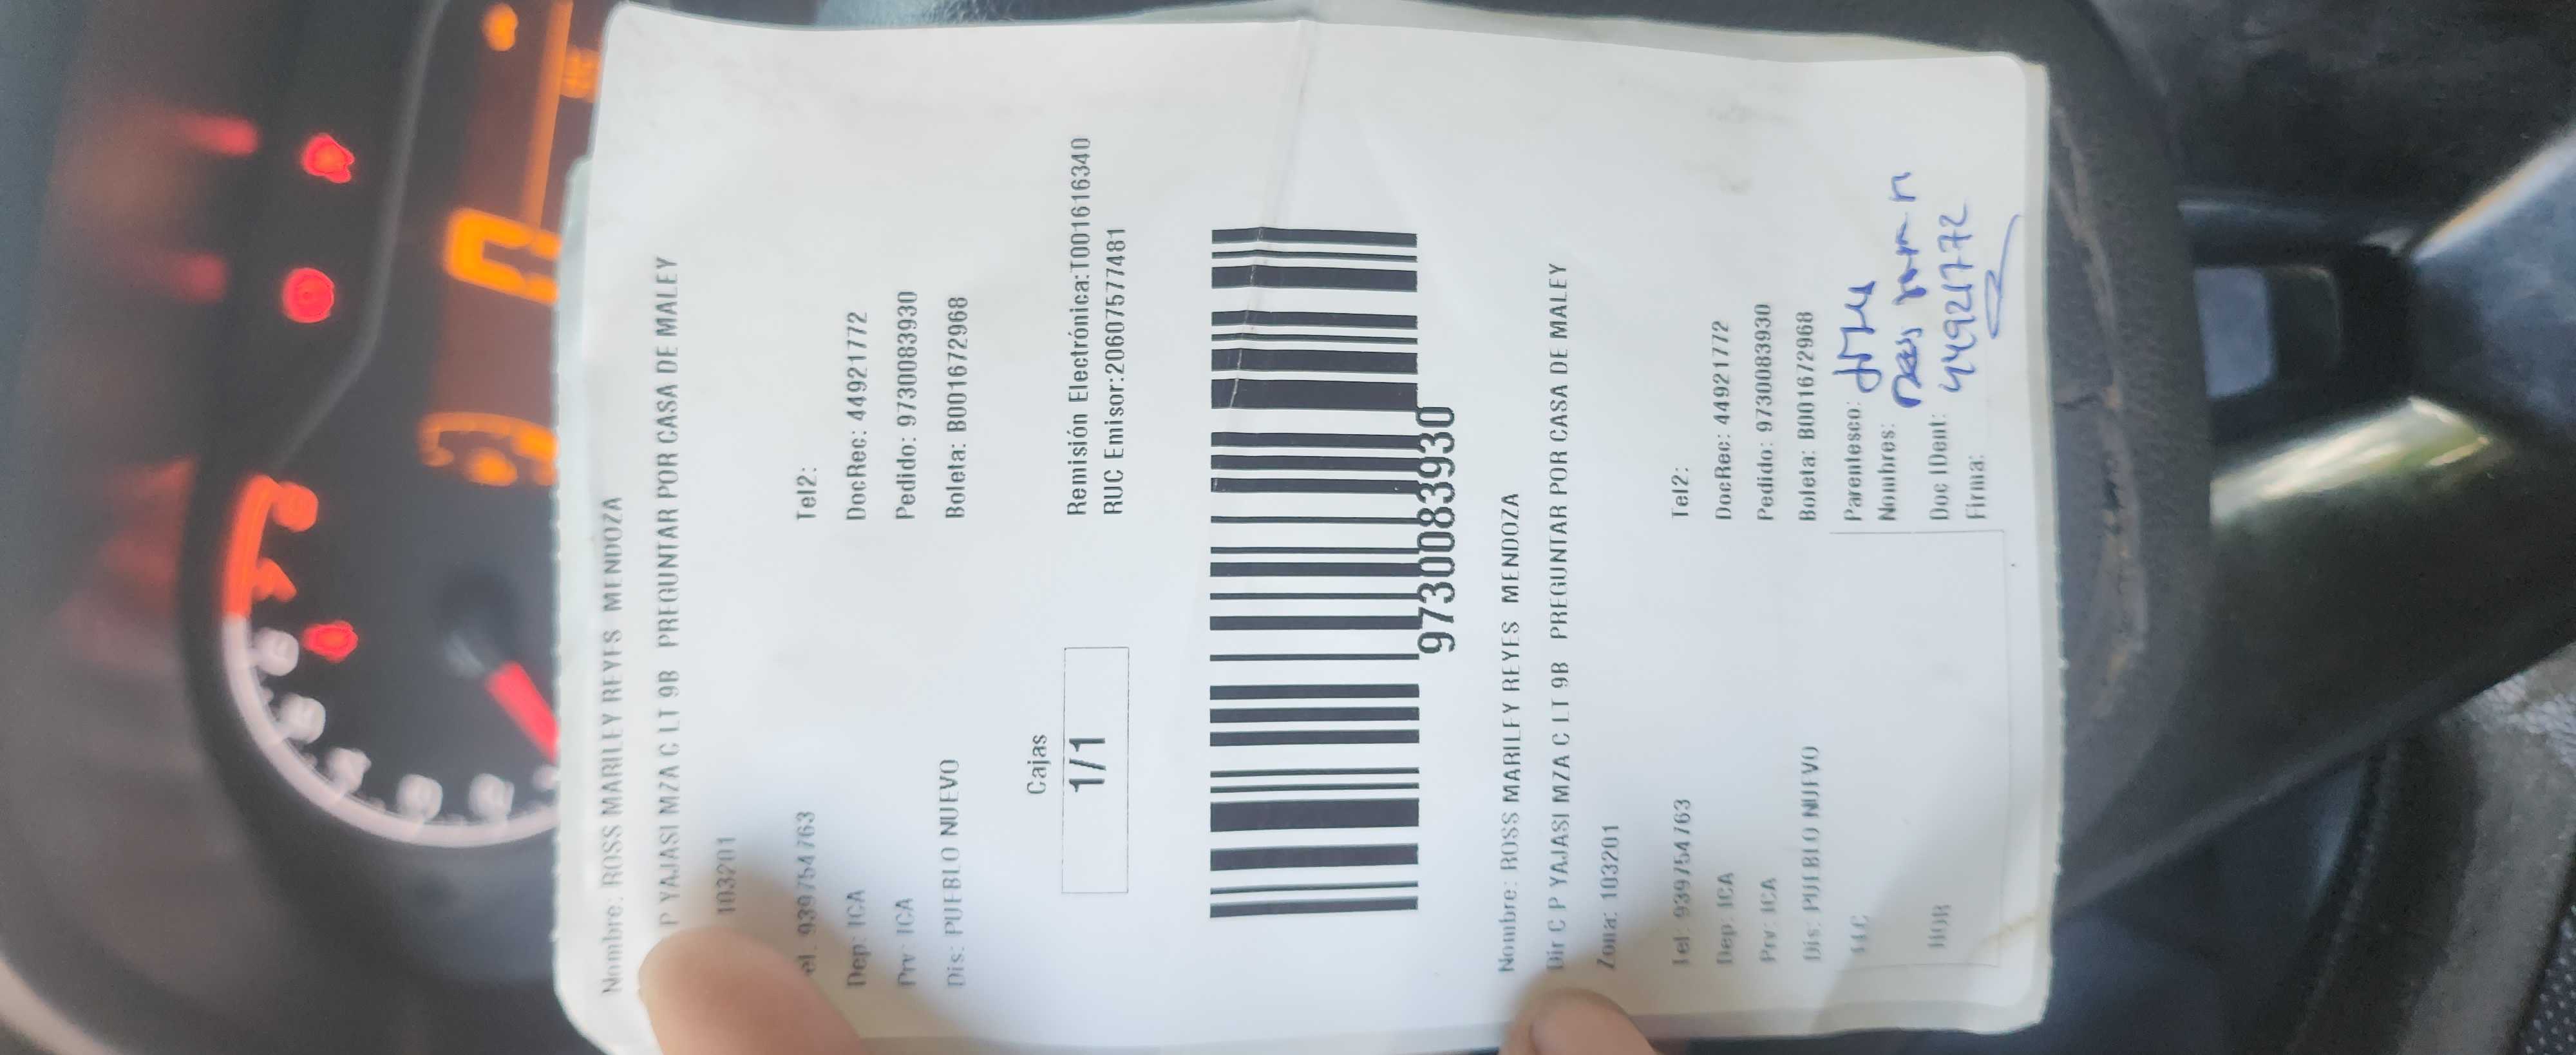 Nombre: ROSS MARILEY REYES MENDOZA
P YAJASI MZA C LT 9B PREGUNTAR POR CASA DE MALEY
103201
el: 939754763 Tel2:
Dep: ICA DocRec: 44921772
Prv: ICA Pedido: 9730083930
Dis: PUEBLO NUEVO Boleta: B001672968
Cajas
1/1
Remisión Electrónica:T001616340
RUC Emisor:20607577481
9730083930
Nombre: ROSS MARILEY REYES MENDOZA
Dir C P YAJASI MZA C LT 9B PREGUNTAR POR CASA DE MALEY
Zona: 103201
Tel: 939754763 Tel2:
Dep: ICA DocRec: 44921772
Prv: ICA Pedido: 9730083930
Dis: PUEBLO NUEVO Boleta: B001672968
Parentesco:
Nombres:
Doc IDent: 44921772
Firma:
HOR